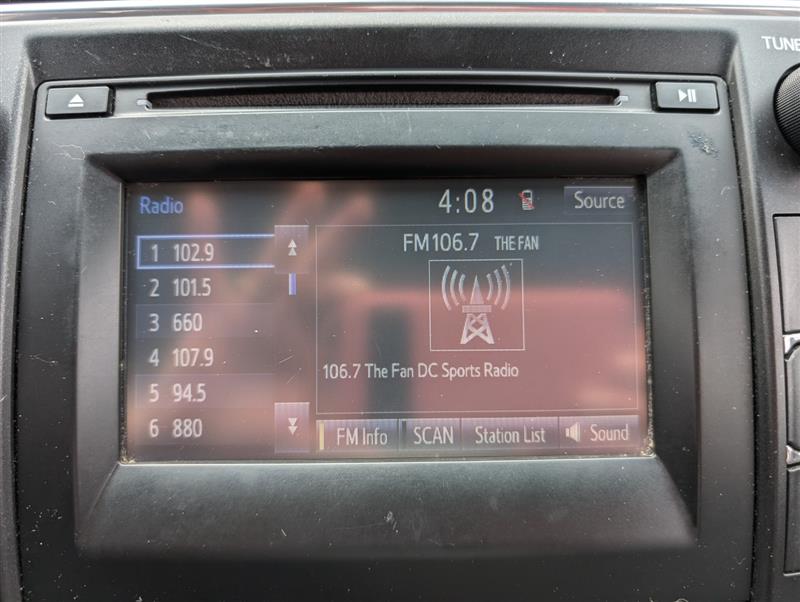 TUNE
Radio
4:08
Source
1 102.9
2 101.5
3 660
4 107.9
5 94.5
6 880
FM106.7 THE FAN
106.7 The Fan DC Sports Radio
FM Info
SCAN
Station List
Sound